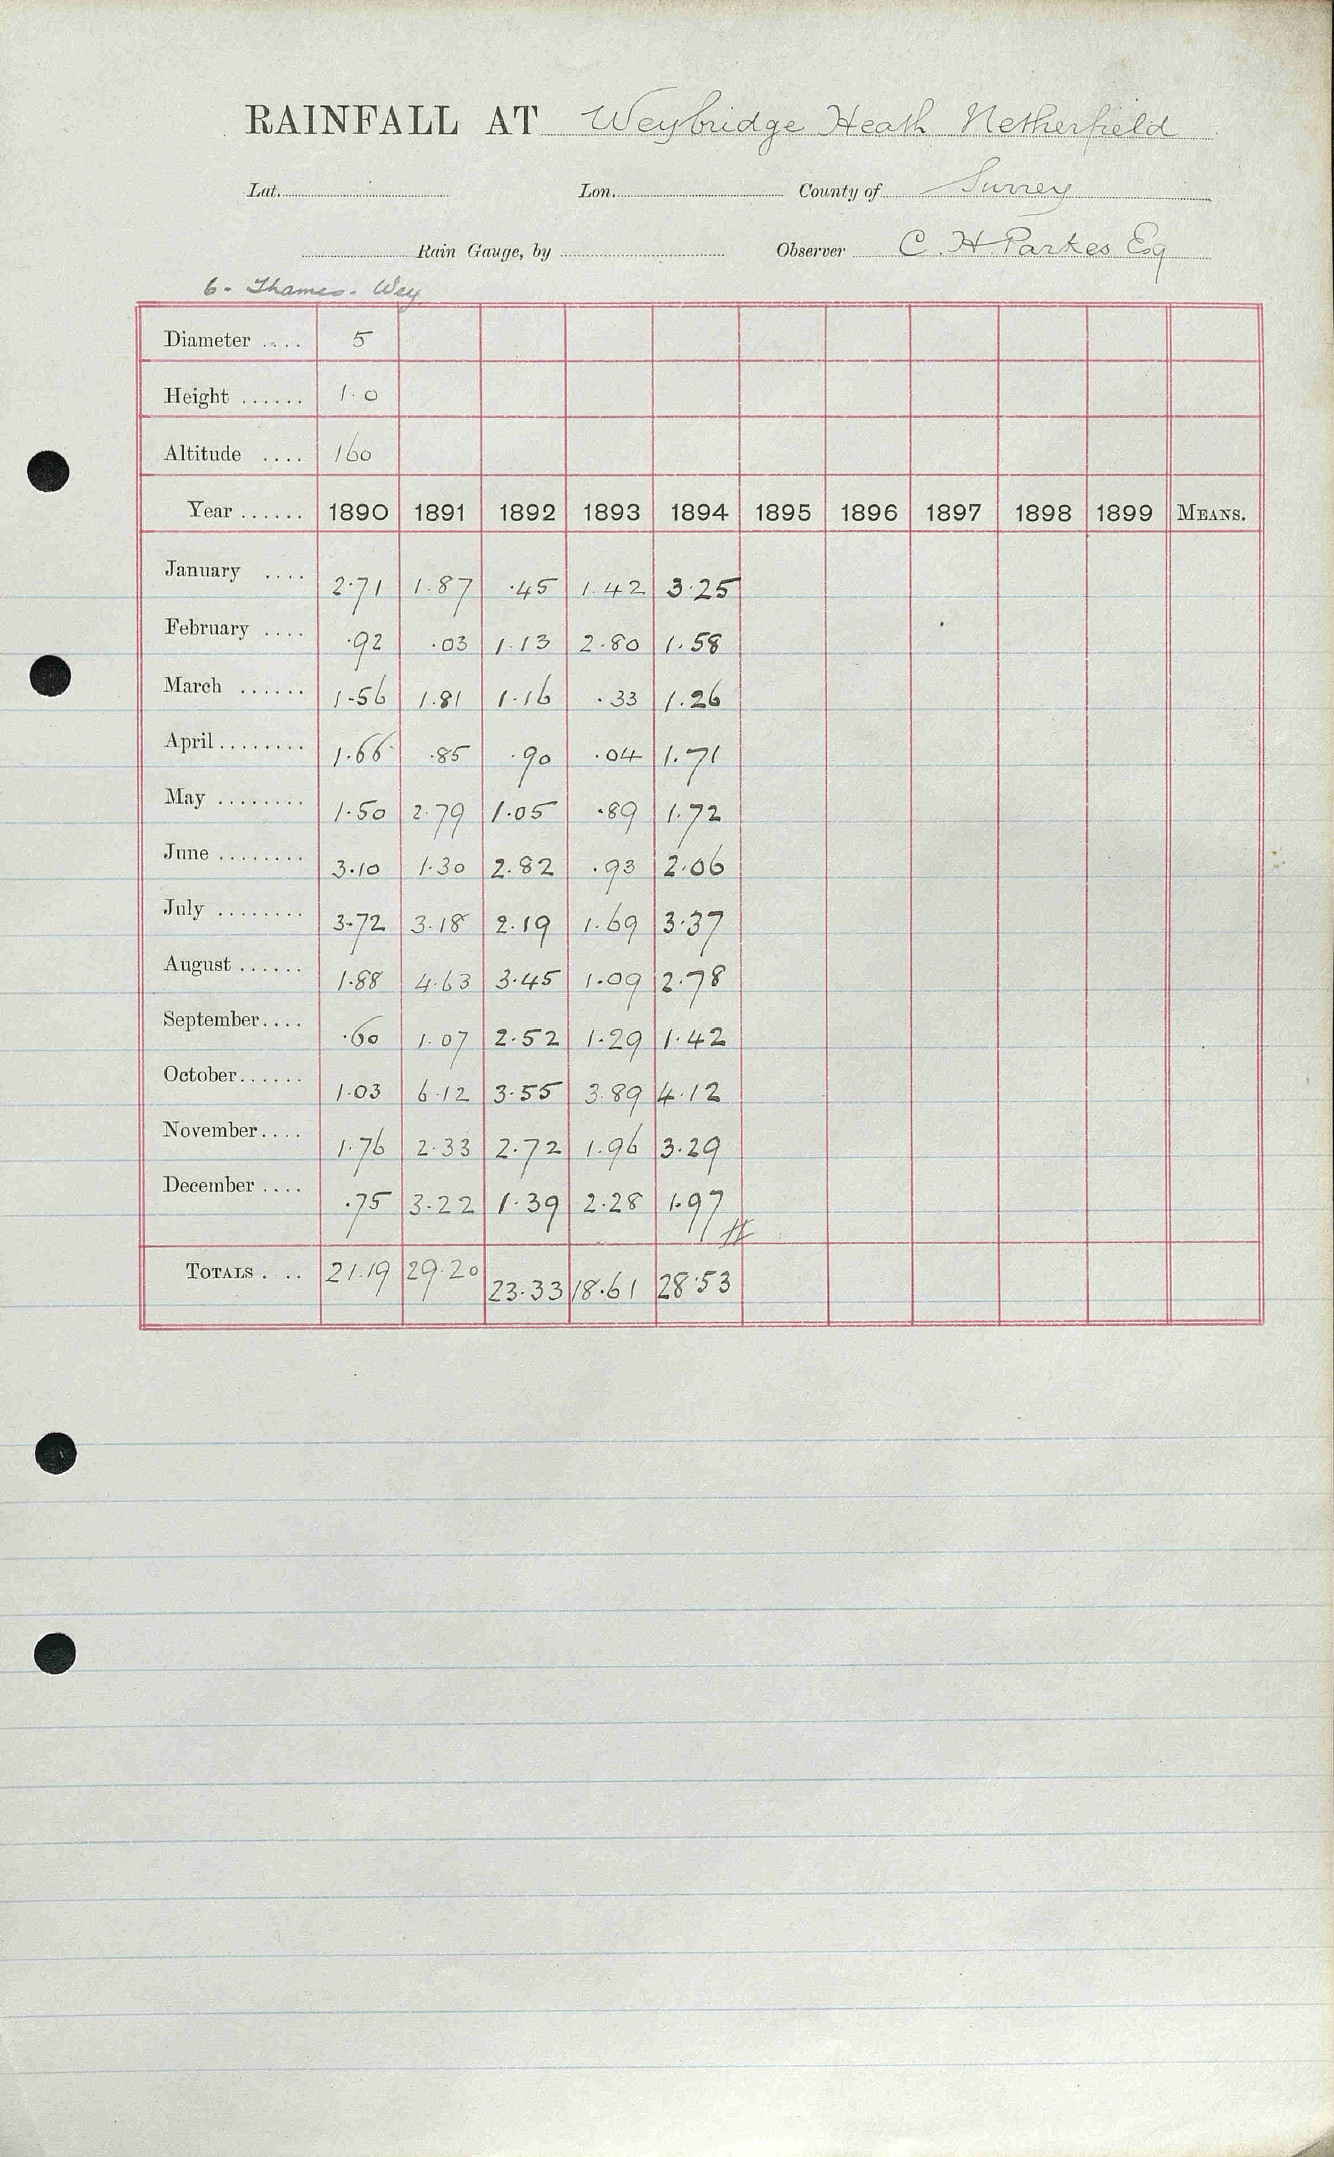 RAINFALL AT Weybridge Heath Netherfield
Lat. Lon. County of Surrey
Rain Gauge, by Observer C. H Parkes Esq
6 - Thames - Wey
Diameter .... 5
Height ...... 1.0
Altitude .... 160
Year ...... 1890 1891 1892 1893 1894 1895 1896 1897 1898 1899 MEANS.
January .... 2.71 1.87 .45 1.42 3.25
February .... .92 .03 1.13 2.80 1.58
March ...... 1.56 1.81 1.16 .33 1.26
April ........ 1.66 .85 .90 .04 1.71
May ........ 1.50 2.79 1.05 .89 1.72
June ........ 3.10 1.30 2.82 .93 2.06
July ........ 3.72 3.18 2.19 1.69 3.37
August ...... 1.88 4.63 3.45 1.09 2.78
September.... .60 1.07 2.52 1.29 1.42
October...... 1.03 6.12 3.55 3.89 4.12
November.... 1.76 2.33 2.72 1.96 3.29
December .... .75 3.22 1.39 2.28 1.97
TOTALS .... 21.19 29.20 23.33 18.61 28.53